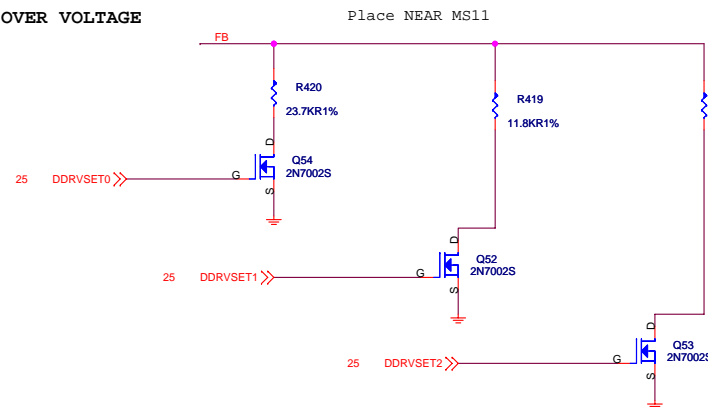 OVER VOLTAGE
Place NEAR MS11
FB
R420
23.7KR1%
R419
11.8KR1%
D
Q54
2N7002S
G
S
25 DDRVSET0
D
Q52
2N7002S
G
S
25 DDRVSET1
D
Q53
2N7002S
G
S
25 DDRVSET2